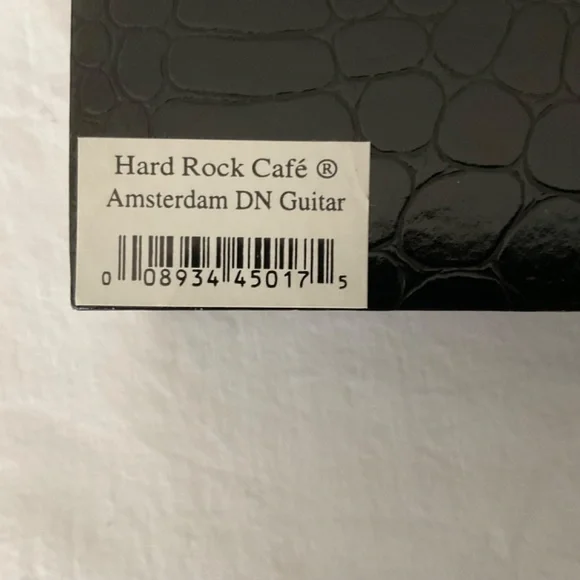 Hard Rock Café ®
Amsterdam DN Guitar
0 08934 45017 5